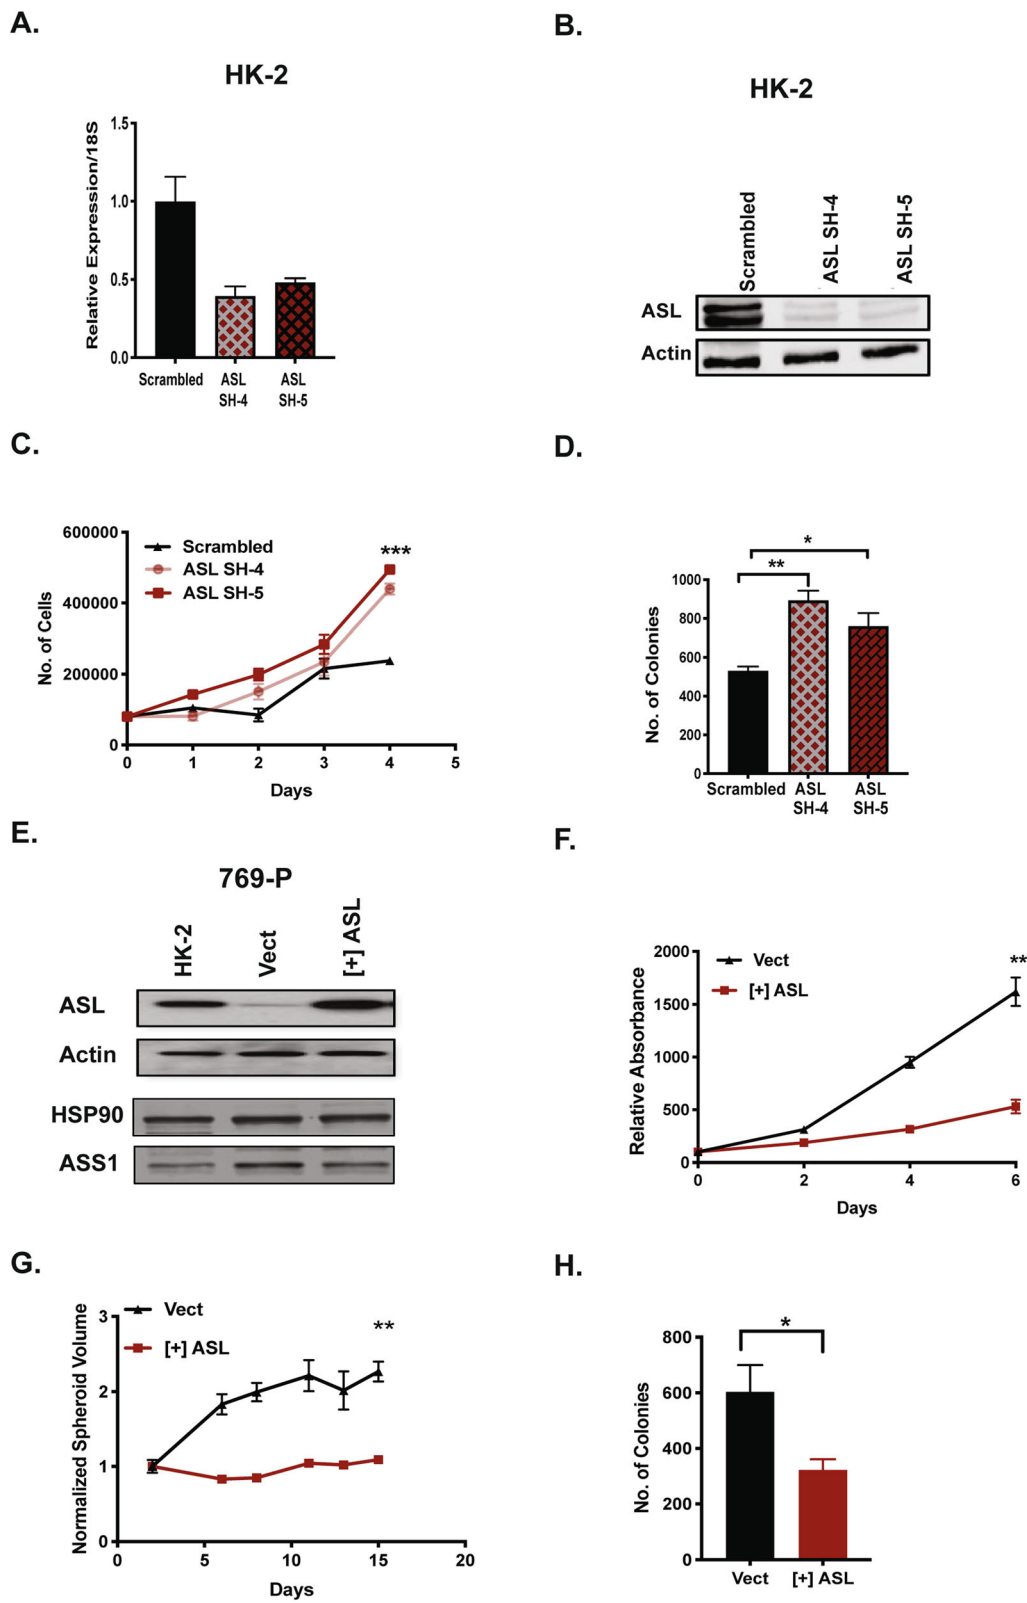 A.
HK-2
Relative Expression/18S
1.5
1.0
0.5
0.0
Scrambled
ASL
SH-4
ASL
SH-5
B.
HK-2
Scrambled
ASL SH-4
ASL SH-5
ASL
Actin
C.
No. of Cells
600000
400000
200000
0
Scrambled
ASL SH-4
ASL SH-5
***
0 1 2 3 4 5
Days
D.
No. of Colonies
1000
800
600
400
200
0
*
**
Scrambled
ASL
SH-4
ASL
SH-5
E.
769-P
HK-2
Vect
[+] ASL
ASL
Actin
HSP90
ASS1
F.
Relative Absorbance
2000
1500
1000
500
0
Vect
[+] ASL
**
0 2 4 6
Days
G.
Normalized Spheroid Volume
3
2
1
0
Vect
[+] ASL
**
0 5 10 15 20
Days
H.
No. of Colonies
800
600
400
200
0
*
Vect
[+] ASL